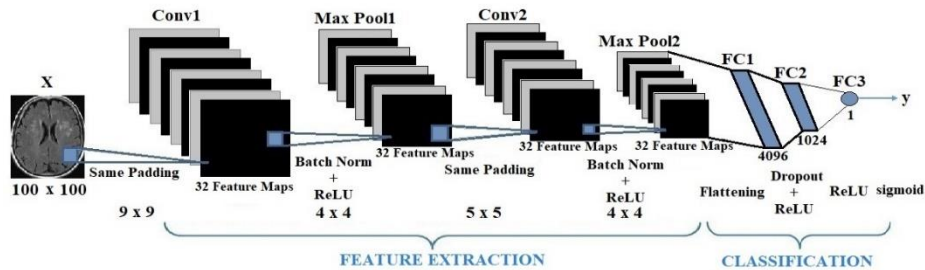 Conv1
Max Pool1
Conv2
Max Pool2
FC1
FC2
FC3
X
y
1
1024
4096
100 x 100
Same Padding
32 Feature Maps
Batch Norm
+
ReLU
32 Feature Maps
Same Padding
32 Feature Maps
Batch Norm
+
ReLU
32 Feature Maps
Flattening
Dropout
+
ReLU
ReLU
sigmoid
9 x 9
4 x 4
5 x 5
4 x 4
FEATURE EXTRACTION
CLASSIFICATION